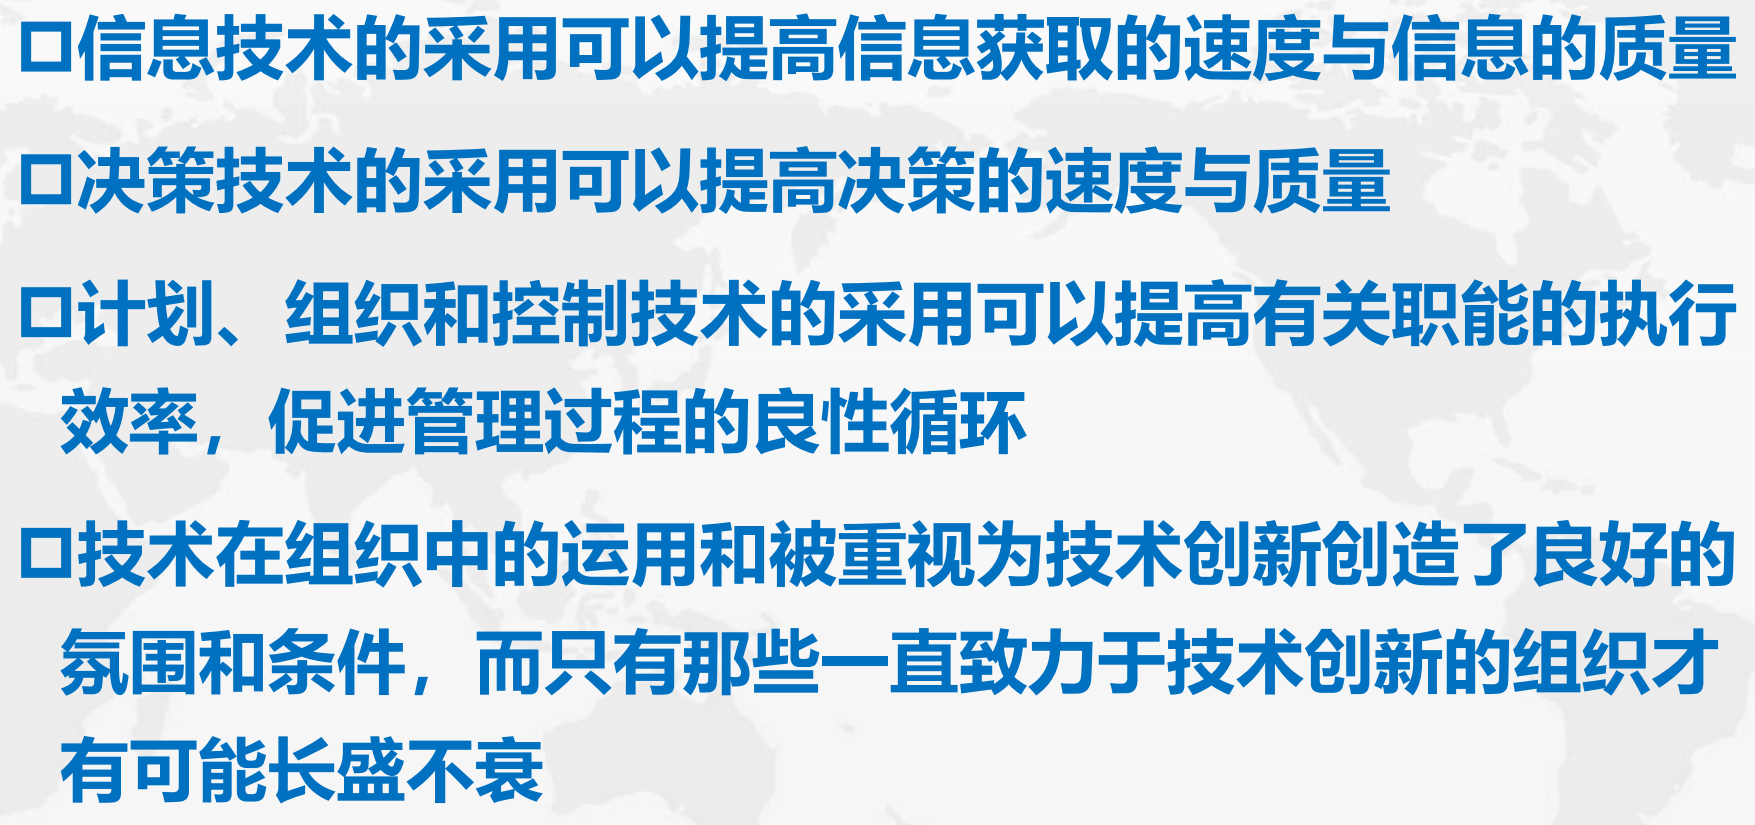 □信息技术的采用可以提高信息获取的速度与信息的质量
□决策技术的采用可以提高决策的速度与质量
□计划、组织和控制技术的采用可以提高有关职能的执行
效率，促进管理过程的良性循环
□技术在组织中的运用和被重视为技术创新创造了良好的
氛围和条件，而只有那些一直致力于技术创新的组织才
有可能长盛不衰